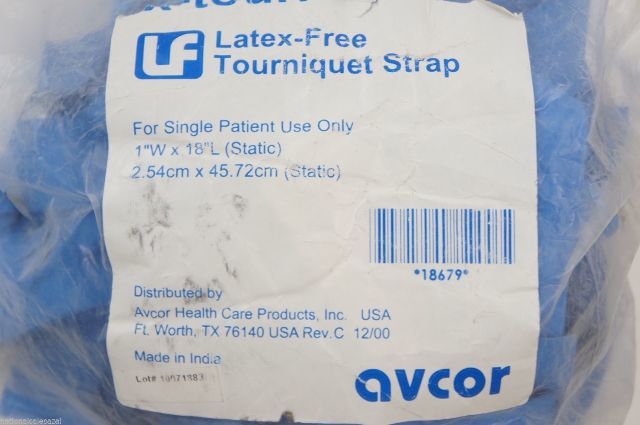 LF Latex-Free
Tourniquet Strap
For Single Patient Use Only
1"W x 18"L (Static)
2.54cm x 45.72cm (Static)
*18679*
Distributed by
Avcor Health Care Products, Inc. USA
Ft. Worth, TX 76140 USA Rev.C 12/00
Made in India
Lot# 10071383
avcor